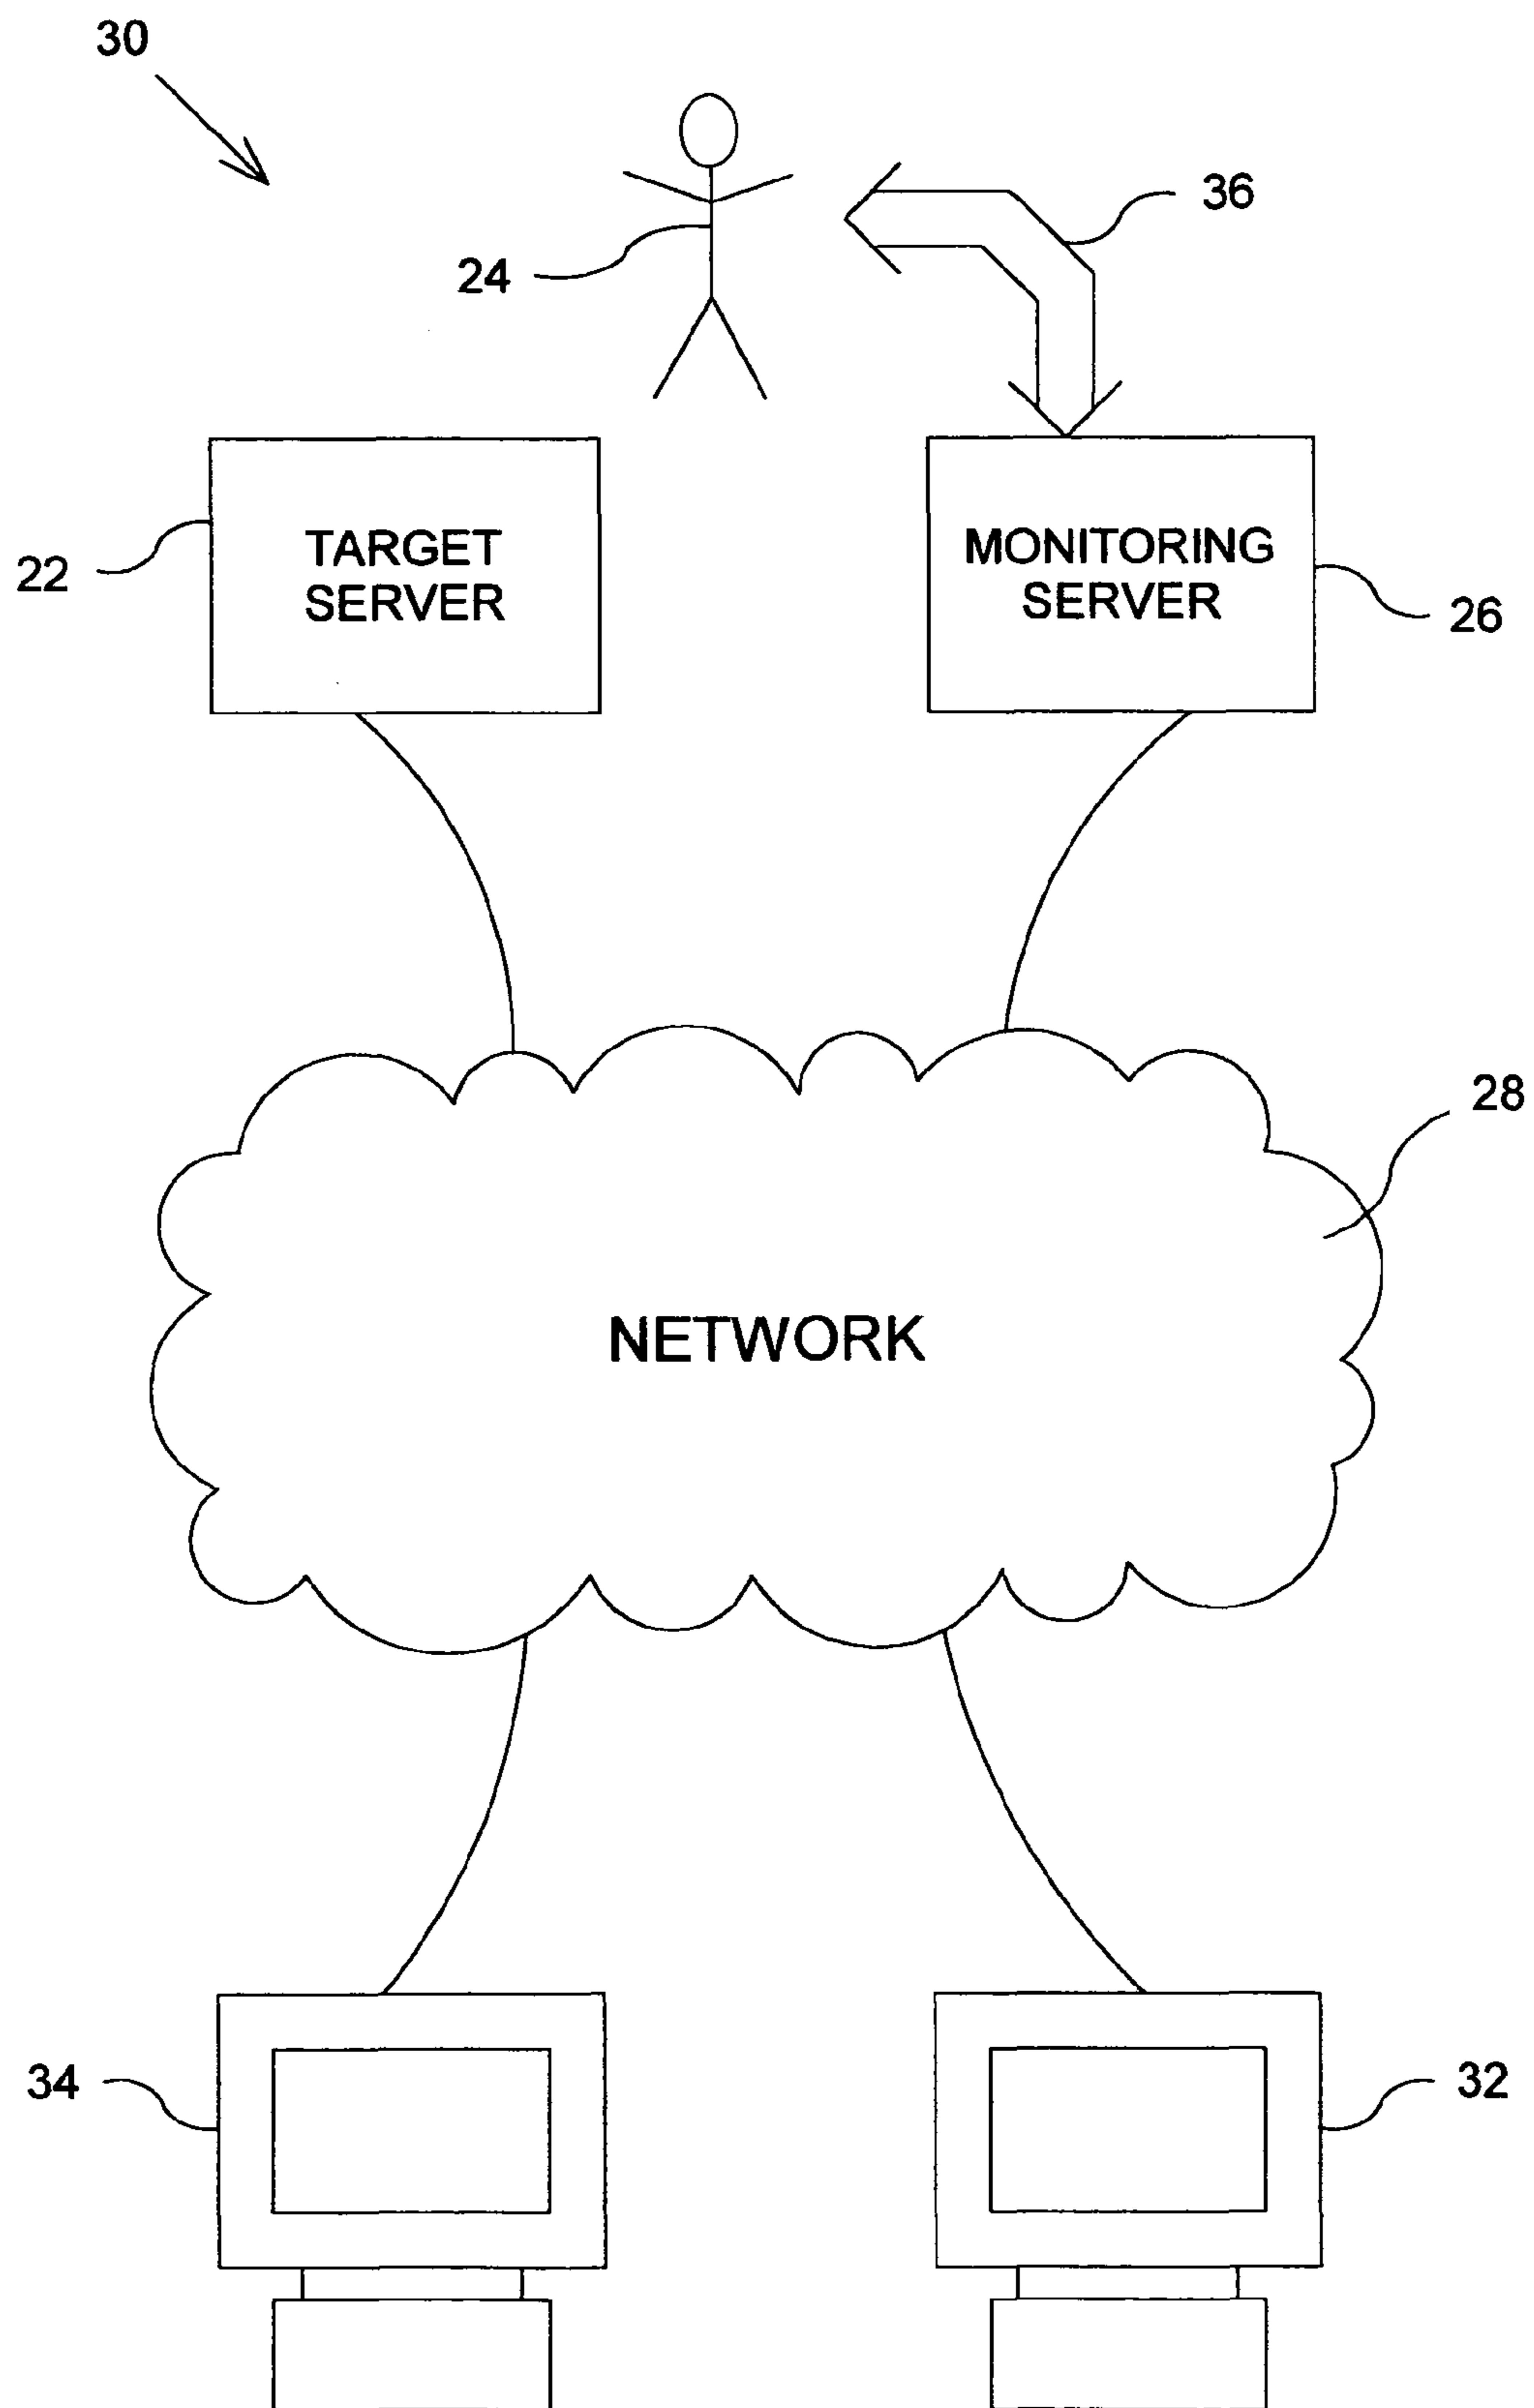 30
36
24
TARGET
SERVER
22
MONITORING
SERVER
26
28
NETWORK
34
32